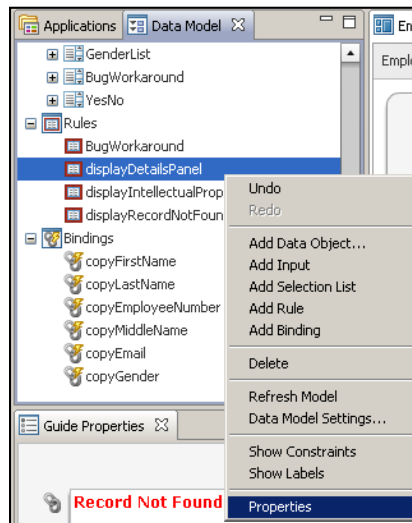 Applications Data Model En
GenderList
Emplo
BugWorkaround
YesNo
Rules
BugWorkaround
displayDetailsPanel
displayIntellectualProp
displayRecordNotFoun
Bindings
copyFirstName
copyLastName
copyEmployeeNumber
copyMiddleName
copyEmail
copyGender
Undo
Redo
Add Data Object...
Add Input
Add Selection List
Add Rule
Add Binding
Delete
Refresh Model
Data Model Settings...
Show Constraints
Show Labels
Properties
Guide Properties
Record Not Found